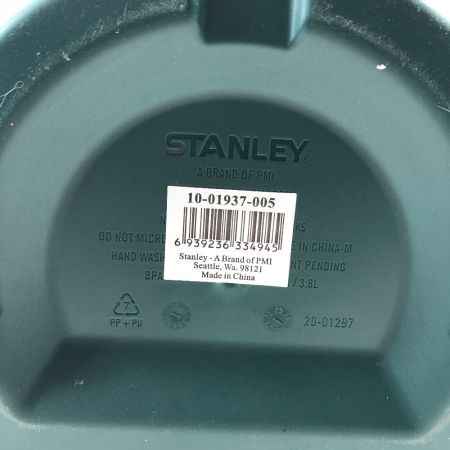 STANLEY®
A BRAND OF PMI
10-01937-005
6 939236 334945
Stanley - A Brand of PMI
Seattle, Wa. 98121
Made in China
DO NOT MICRO
IN CHINA-M
HAND WASH
PENDING
BPA
/ 3.8L
7
PP + PU
20-01297